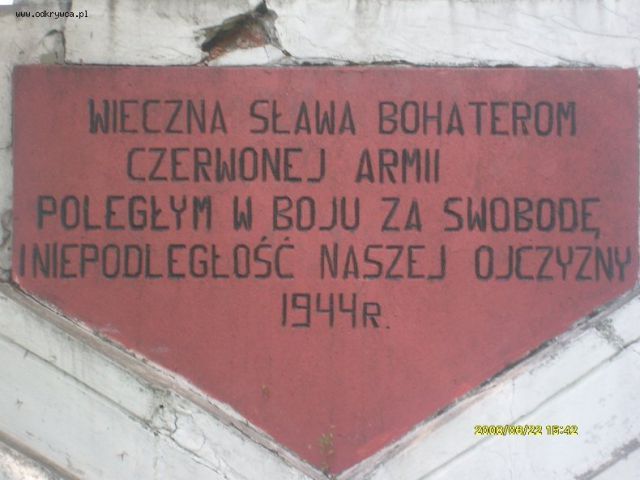 www.odkrywca.pl
WIECZNA SŁAWA BOHATEROM
CZERWONEJ ARMII
POLEGŁYM W BOJU ZA SWOBODĘ
I NIEPODLEGŁOŚĆ NASZEJ OJCZYZNY
1944R.
2008/06/22 15:42